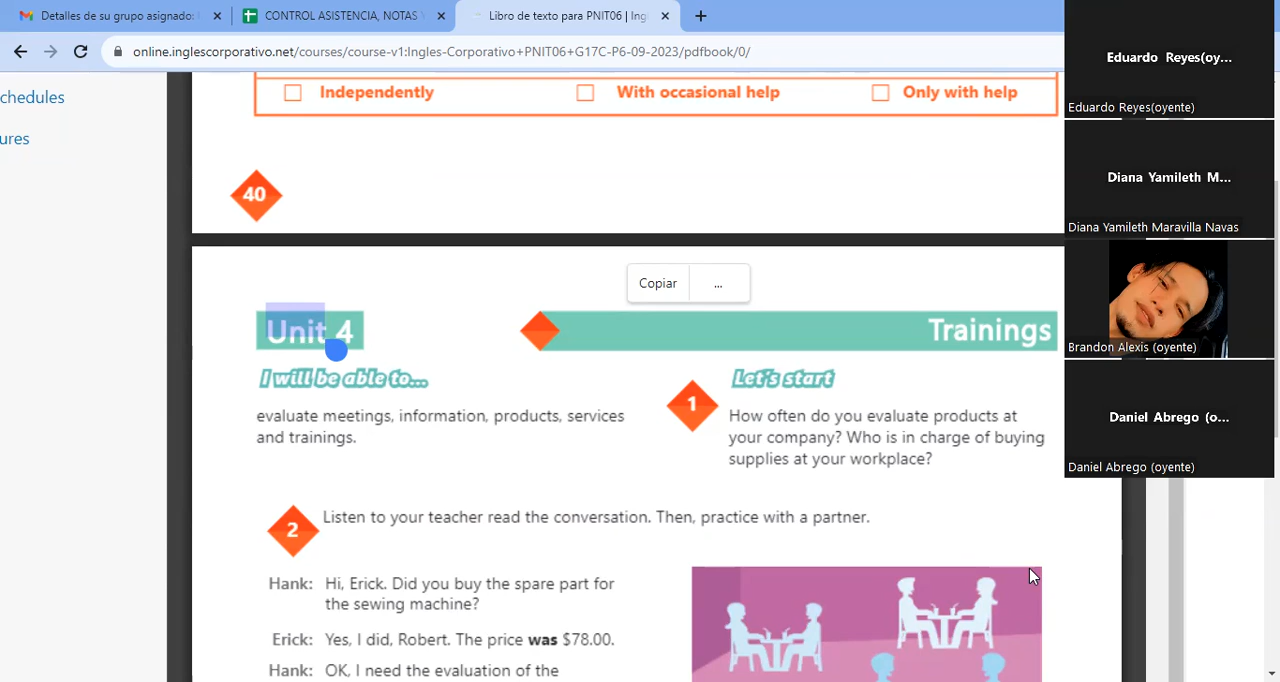 Detalles de su grupo asignado:
CONTROL ASISTENCIA, NOTAS Y
Libro de texto para PNIT06 | Ing
online.inglescorporativo.net/courses/course-v1:Ingles-Corporativo+PNIT06+G17C-P6-09-2023/pdfbook/0/
chedules
ures
Independently
With occasional help
Only with help
40
Copiar
...
Unit 4
Trainings
I will be able to...
evaluate meetings, information, products, services
and trainings.
1
Let's start
How often do you evaluate products at
your company? Who is in charge of buying
supplies at your workplace?
2
Listen to your teacher read the conversation. Then, practice with a partner.
Hank: Hi, Erick. Did you buy the spare part for
the sewing machine?
Erick: Yes, I did, Robert. The price was $78.00.
Hank: OK, I need the evaluation of the
Eduardo Reyes(oy...
Eduardo Reyes(oyente)
Diana Yamileth M...
Diana Yamileth Maravilla Navas
Brandon Alexis (oyente)
Daniel Abrego (o...
Daniel Abrego (oyente)